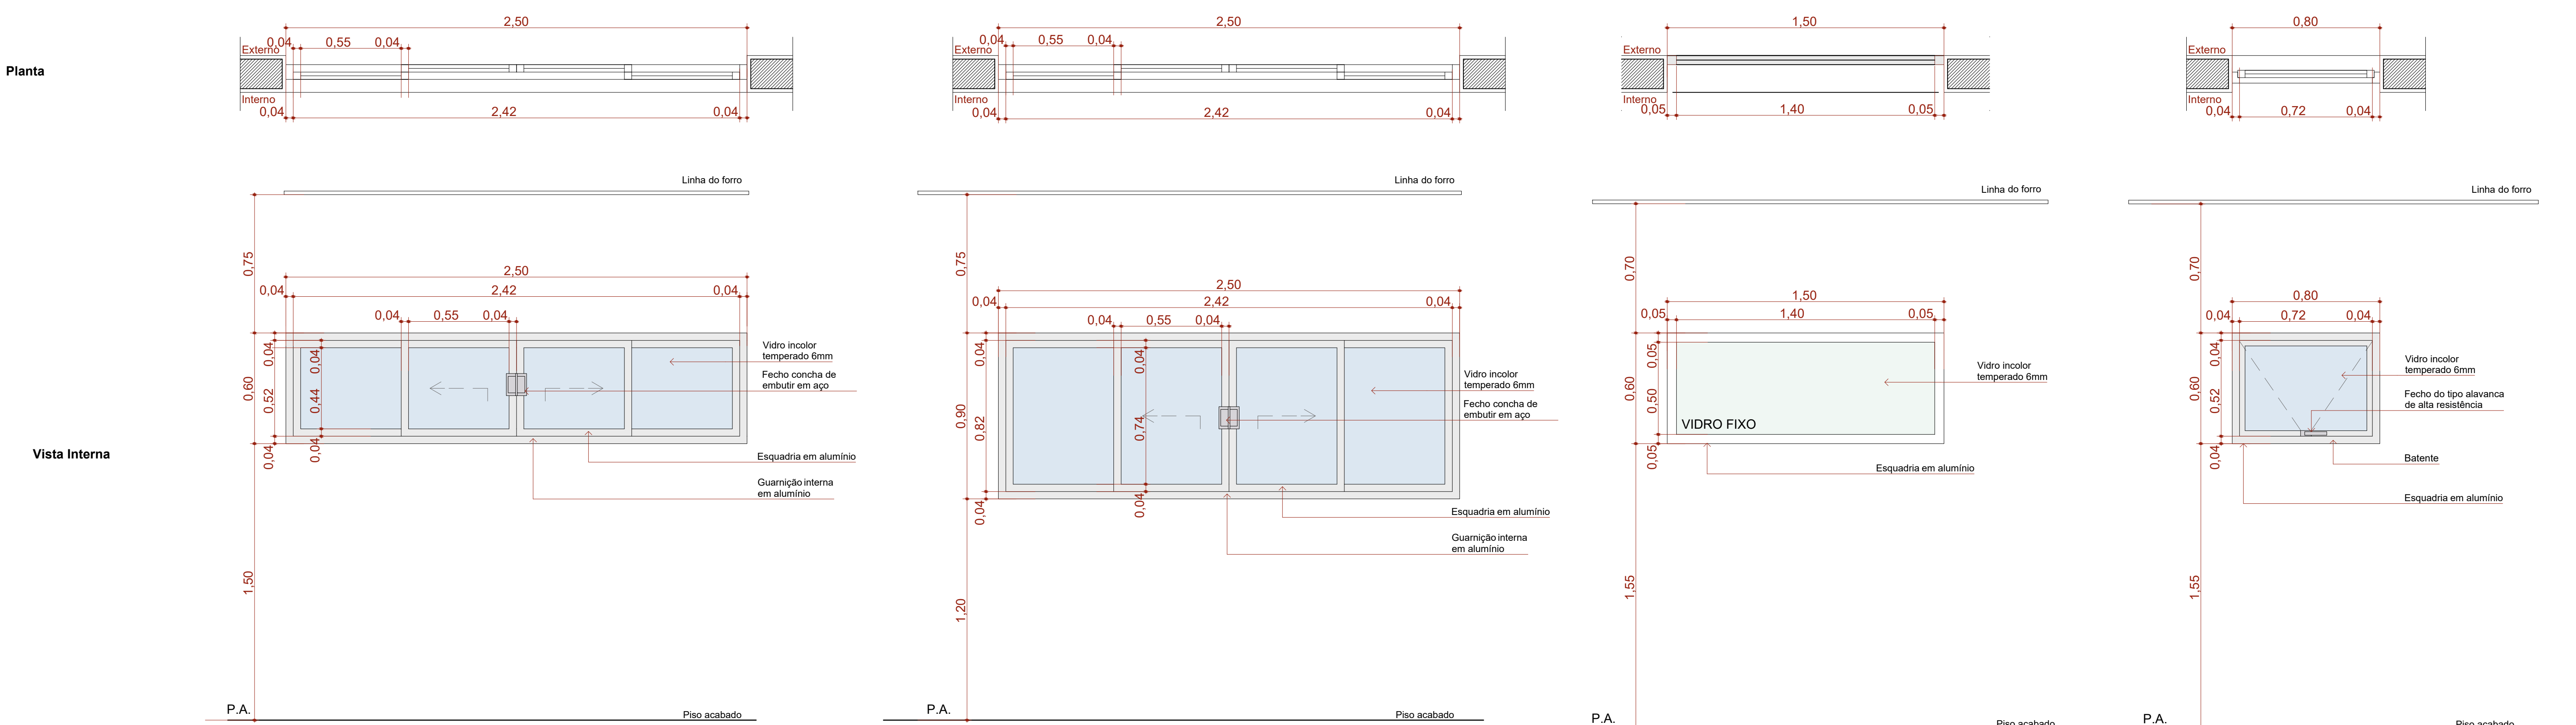 Planta
2,50
0,04 0,55 0,04
Externo
Interno
0,04 2,42 0,04
2,50
0,04 0,55 0,04
Externo
Interno
0,04 2,42 0,04
1,50
Externo
Interno
0,05 1,40 0,05
0,80
Externo
Interno
0,04 0,72 0,04
Vista Interna
Linha do forro
0,75
2,50
0,04 2,42 0,04
0,04 0,55 0,04
0,60
0,04
0,52
0,04
0,04
0,44
0,04
Vidro incolor
temperado 6mm
Fecho concha de
embutir em aço
Esquadria em alumínio
Guarnição interna
em alumínio
1,50
P.A.
Piso acabado
Linha do forro
0,75
2,50
0,04 2,42 0,04
0,04 0,55 0,04
0,90
0,04
0,82
0,04
0,04
0,74
0,04
Vidro incolor
temperado 6mm
Fecho concha de
embutir em aço
Esquadria em alumínio
Guarnição interna
em alumínio
1,20
P.A.
Piso acabado
Linha do forro
0,70
1,50
0,05 1,40 0,05
0,60
0,05
0,50
0,05
VIDRO FIXO
Vidro incolor
temperado 6mm
Esquadria em alumínio
1,55
P.A.
Piso acabado
Linha do forro
0,70
0,80
0,04 0,72 0,04
0,60
0,04
0,52
0,04
Vidro incolor
temperado 6mm
Fecho do tipo alavanca
de alta resistência
Batente
Esquadria em alumínio
1,55
P.A.
Piso acabado